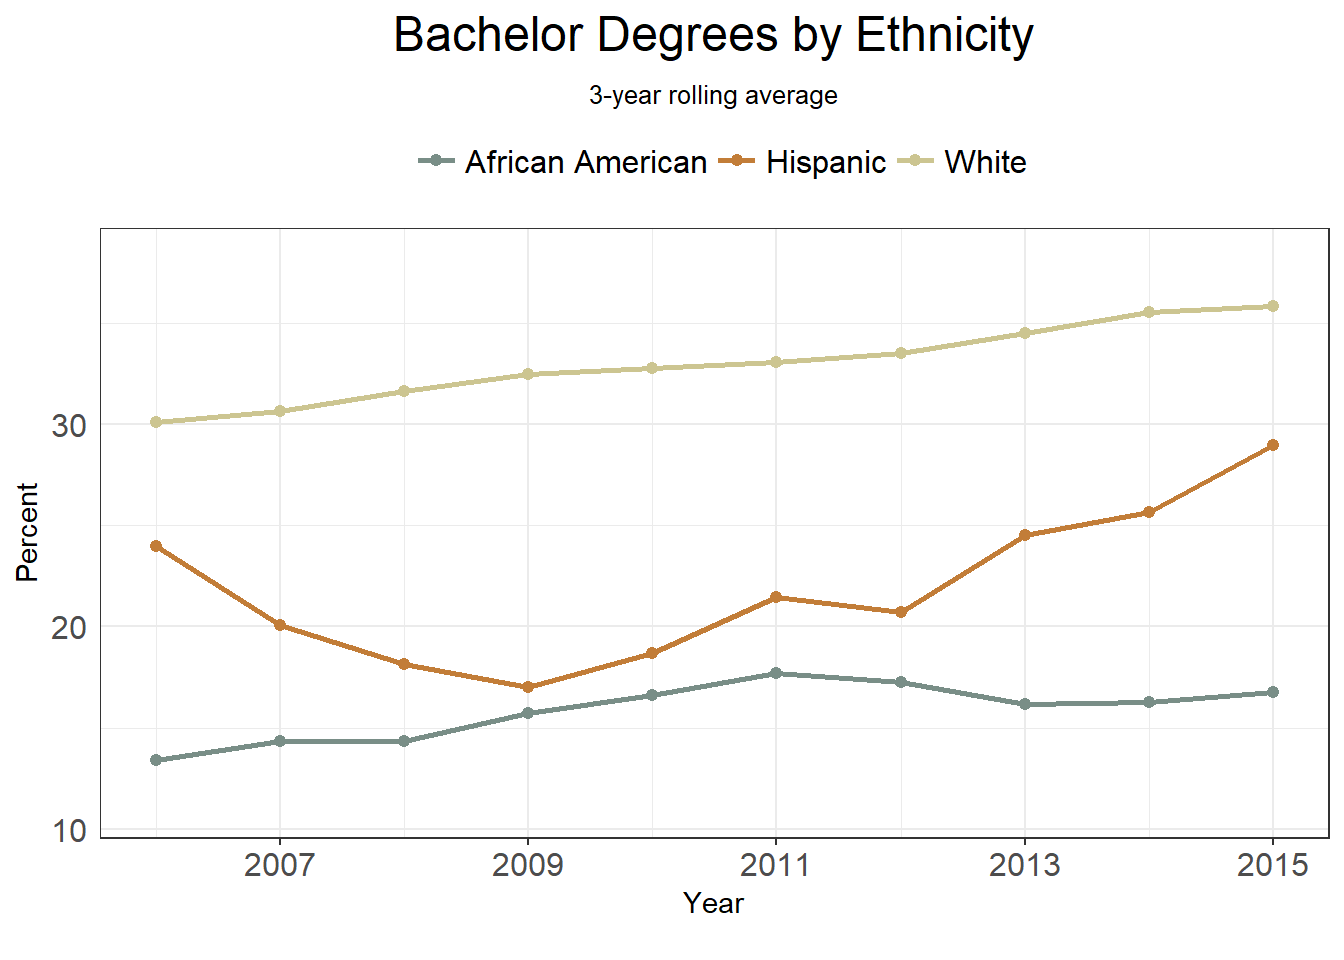 Bachelor Degrees by Ethnicity
3-year rolling average
African American Hispanic White
Percent
30
20
10
2007 2009 2011 2013 2015
Year